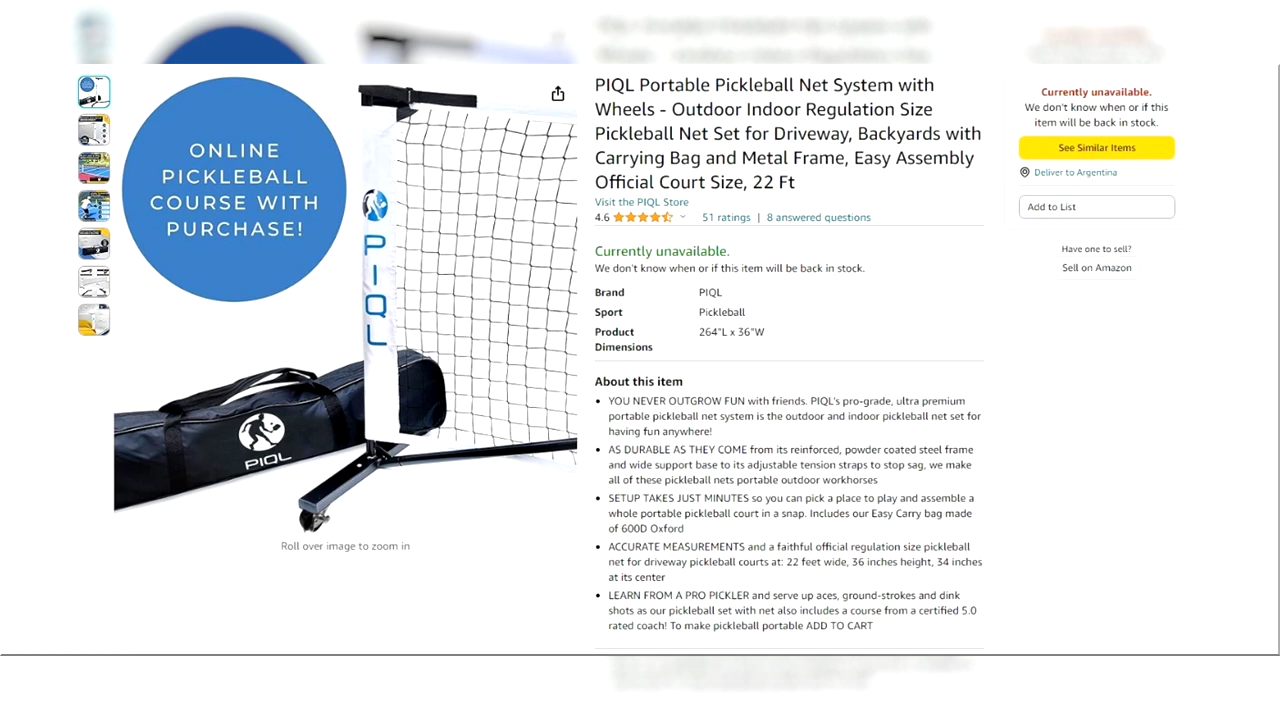 ONLINE
PICKLEBALL
COURSE WITH
PURCHASE!
PIQL
PIQL
Roll over image to zoom in
PIQL Portable Pickleball Net System with
Wheels - Outdoor Indoor Regulation Size
Pickleball Net Set for Driveway, Backyards with
Carrying Bag and Metal Frame, Easy Assembly
Official Court Size, 22 Ft
Visit the PIQL Store
4.6 51 ratings | 8 answered questions
Currently unavailable.
We don't know when or if this item will be back in stock.
Brand PIQL
Sport Pickleball
Product 264"L x 36"W
Dimensions
About this item
• YOU NEVER OUTGROW FUN with friends. PIQL's pro-grade, ultra premium
portable pickleball net system is the outdoor and indoor pickleball net set for
having fun anywhere!
• AS DURABLE AS THEY COME from its reinforced, powder coated steel frame
and wide support base to its adjustable tension straps to stop sag, we make
all of these pickleball nets portable outdoor workhorses
• SETUP TAKES JUST MINUTES so you can pick a place to play and assemble a
whole portable pickleball court in a snap. Includes our Easy Carry bag made
of 600D Oxford
• ACCURATE MEASUREMENTS and a faithful official regulation size pickleball
net for driveway pickleball courts at: 22 feet wide, 36 inches height, 34 inches
at its center
• LEARN FROM A PRO PICKLER and serve up aces, ground-strokes and dink
shots as our pickleball set with net also includes a course from a certified 5.0
rated coach! To make pickleball portable ADD TO CART
Currently unavailable.
We don't know when or if this
item will be back in stock.
See Similar Items
Deliver to Argentina
Add to List
Have one to sell?
Sell on Amazon